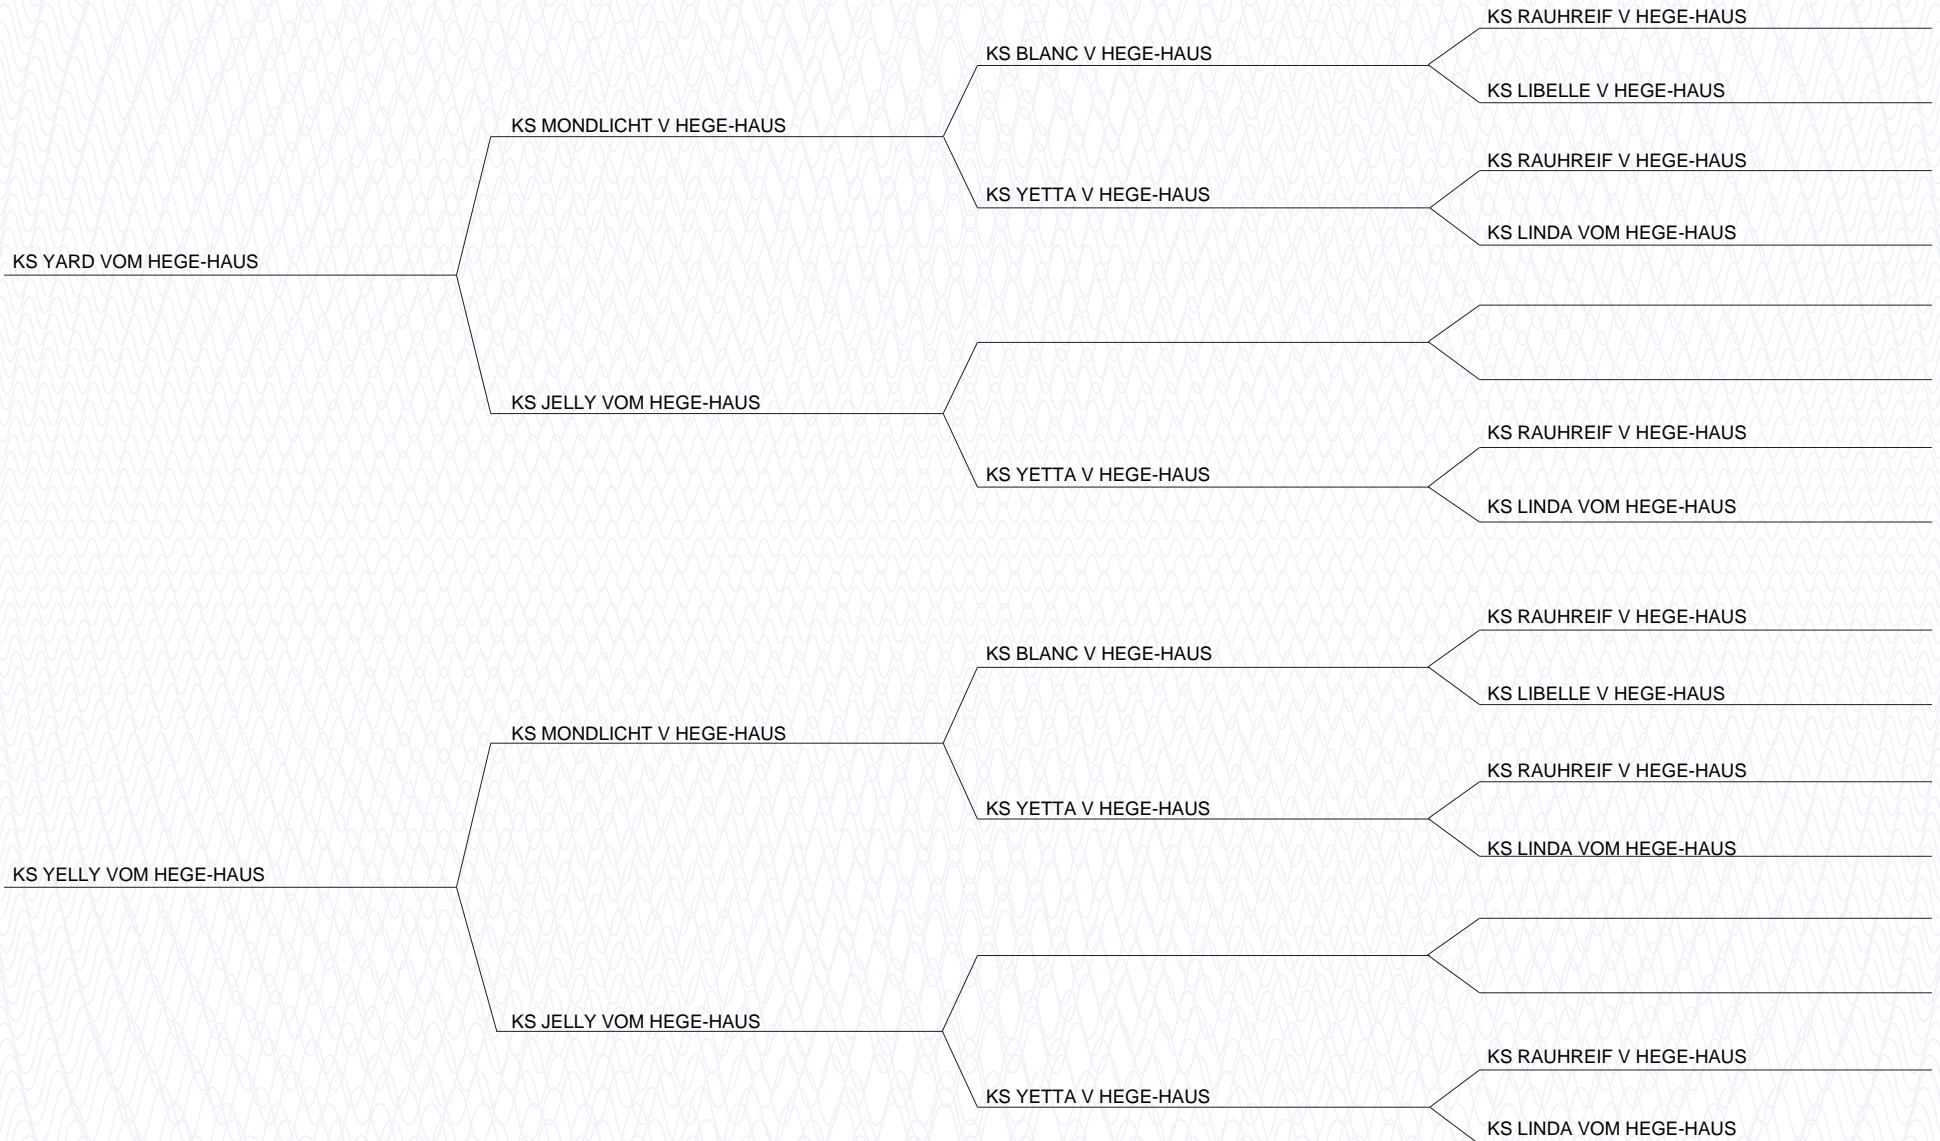 KS RAUHREIF V HEGE-HAUS
KS BLANC V HEGE-HAUS
KS LIBELLE V HEGE-HAUS
KS MONDLICHT V HEGE-HAUS
KS RAUHREIF V HEGE-HAUS
KS YETTA V HEGE-HAUS
KS LINDA VOM HEGE-HAUS
KS YARD VOM HEGE-HAUS
KS JELLY VOM HEGE-HAUS
KS RAUHREIF V HEGE-HAUS
KS YETTA V HEGE-HAUS
KS LINDA VOM HEGE-HAUS
KS RAUHREIF V HEGE-HAUS
KS BLANC V HEGE-HAUS
KS LIBELLE V HEGE-HAUS
KS MONDLICHT V HEGE-HAUS
KS RAUHREIF V HEGE-HAUS
KS YETTA V HEGE-HAUS
KS LINDA VOM HEGE-HAUS
KS YELLY VOM HEGE-HAUS
KS JELLY VOM HEGE-HAUS
KS RAUHREIF V HEGE-HAUS
KS YETTA V HEGE-HAUS
KS LINDA VOM HEGE-HAUS